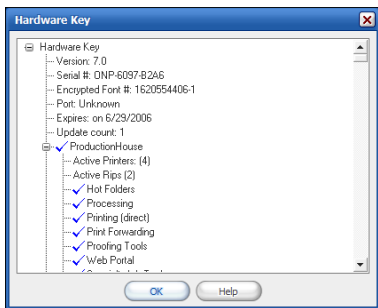 Hardware Key
Hardware Key
Version: 7.0
Serial #: ONP-6097-B2A6
Encrypted Font #: 1620554406-1
Port: Unknown
Expires: on 6/29/2006
Update count: 1
ProductionHouse
Active Printers: (4)
Active Rips (2)
Hot Folders
Processing
Printing (direct)
Print Forwarding
Proofing Tools
Web Portal
OK Help